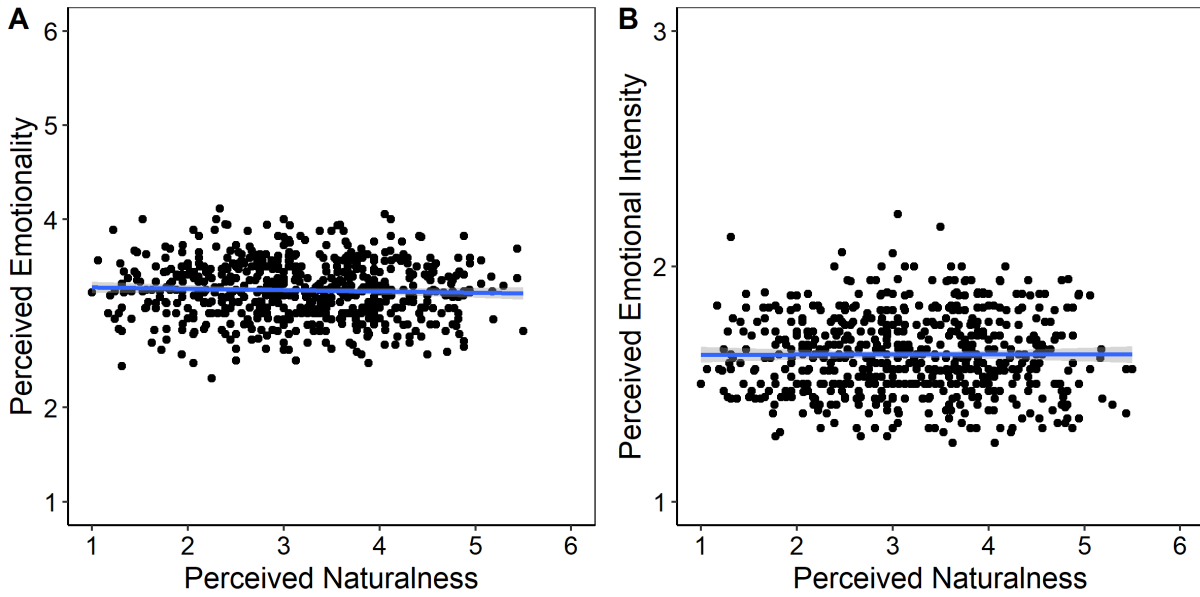 A
6
5
4
2
1
Perceived Emotionality
1 2 3 4 5 6
Perceived Naturalness
B
3
2
1
Perceived Emotional Intensity
1 2 3 4 5 6
Perceived Naturalness